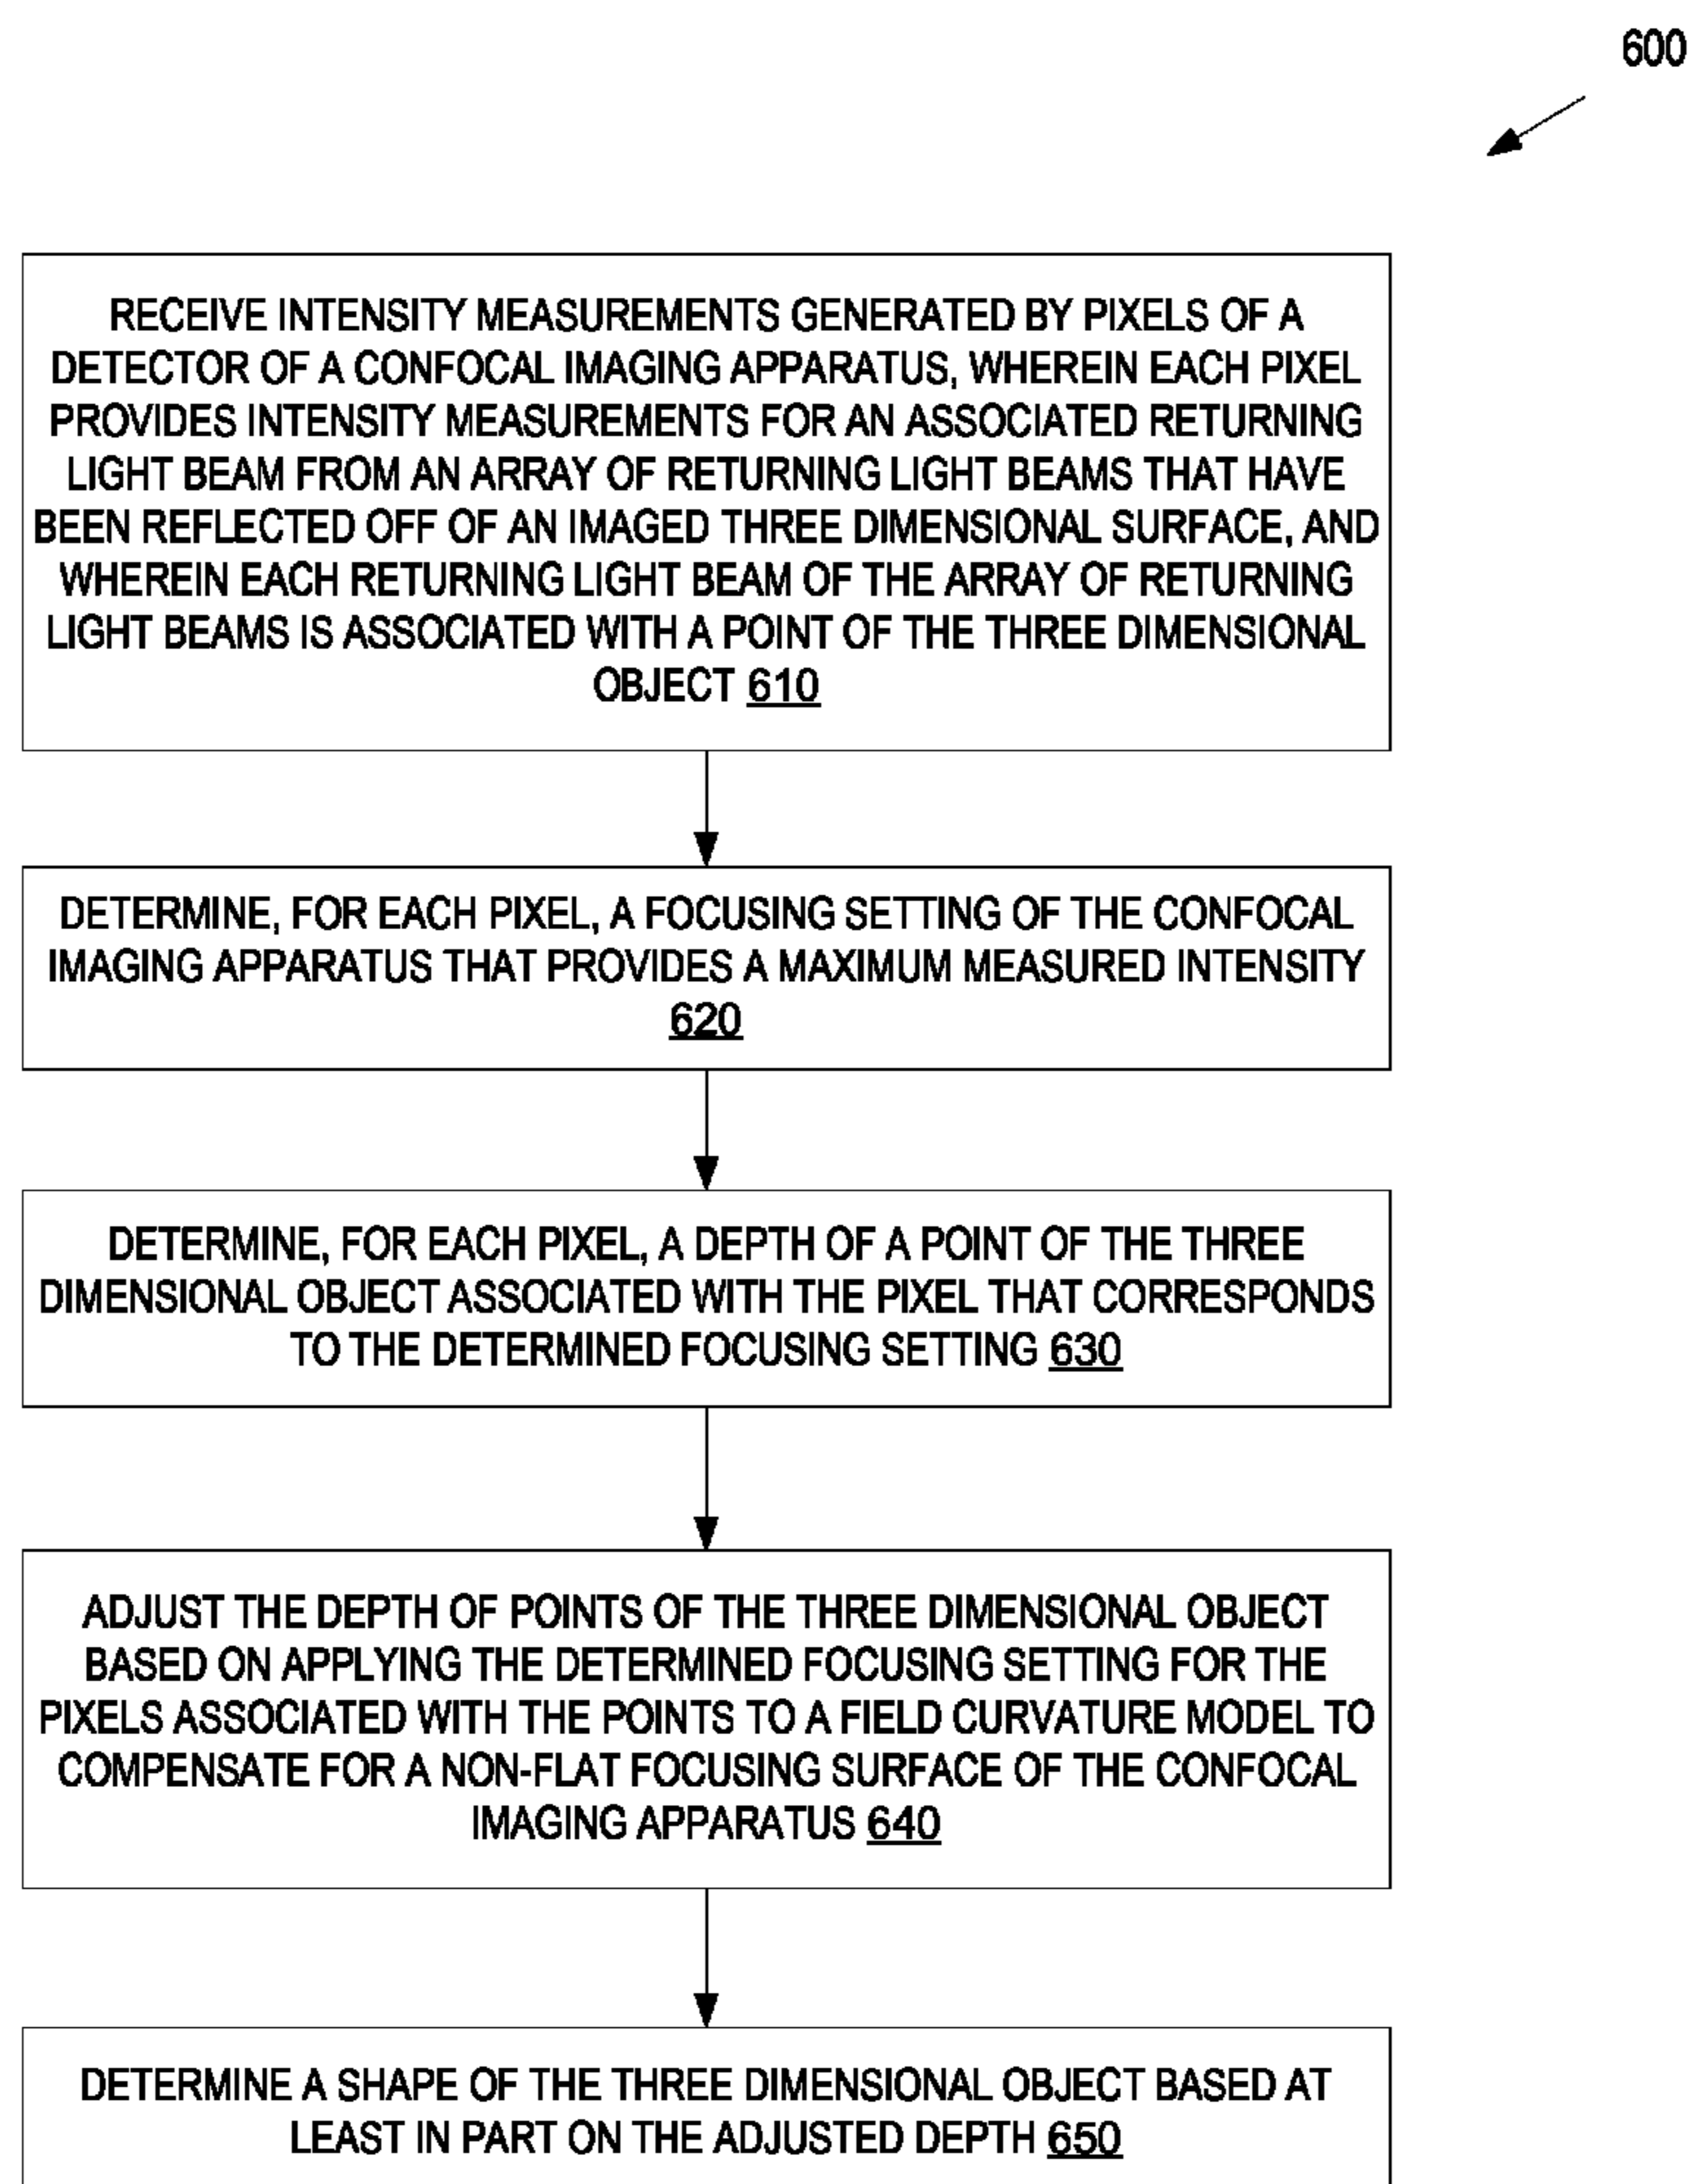 600
RECEIVE INTENSITY MEASUREMENTS GENERATED BY PIXELS OF A
DETECTOR OF A CONFOCAL IMAGING APPARATUS, WHEREIN EACH PIXEL
PROVIDES INTENSITY MEASUREMENTS FOR AN ASSOCIATED RETURNING
LIGHT BEAM FROM AN ARRAY OF RETURNING LIGHT BEAMS THAT HAVE
BEEN REFLECTED OFF OF AN IMAGED THREE DIMENSIONAL SURFACE, AND
WHEREIN EACH RETURNING LIGHT BEAM OF THE ARRAY OF RETURNING
LIGHT BEAMS IS ASSOCIATED WITH A POINT OF THE THREE DIMENSIONAL
OBJECT 610
DETERMINE, FOR EACH PIXEL, A FOCUSING SETTING OF THE CONFOCAL
IMAGING APPARATUS THAT PROVIDES A MAXIMUM MEASURED INTENSITY
620
DETERMINE, FOR EACH PIXEL, A DEPTH OF A POINT OF THE THREE
DIMENSIONAL OBJECT ASSOCIATED WITH THE PIXEL THAT CORRESPONDS
TO THE DETERMINED FOCUSING SETTING 630
ADJUST THE DEPTH OF POINTS OF THE THREE DIMENSIONAL OBJECT
BASED ON APPLYING THE DETERMINED FOCUSING SETTING FOR THE
PIXELS ASSOCIATED WITH THE POINTS TO A FIELD CURVATURE MODEL TO
COMPENSATE FOR A NON-FLAT FOCUSING SURFACE OF THE CONFOCAL
IMAGING APPARATUS 640
DETERMINE A SHAPE OF THE THREE DIMENSIONAL OBJECT BASED AT
LEAST IN PART ON THE ADJUSTED DEPTH 650